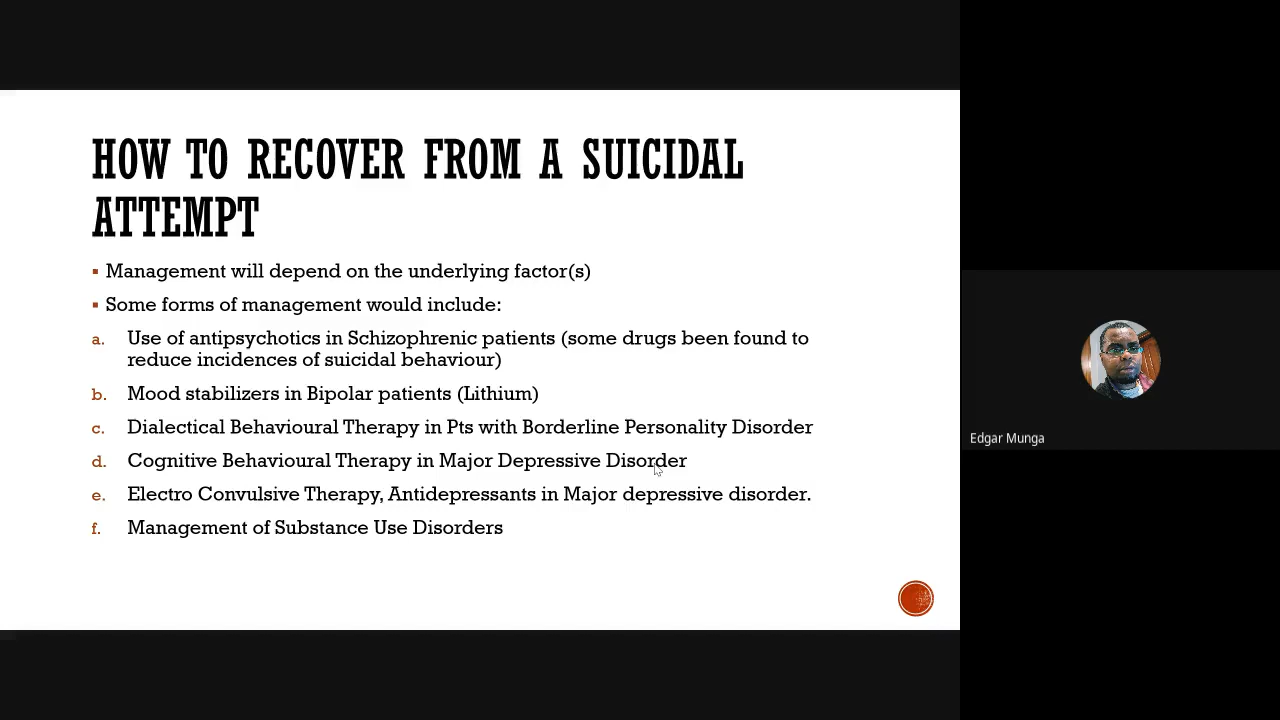 HOW TO RECOVER FROM A SUICIDAL
ATTEMPT
▪ Management will depend on the underlying factor(s)
▪ Some forms of management would include:
a. Use of antipsychotics in Schizophrenic patients (some drugs been found to
reduce incidences of suicidal behaviour)
b. Mood stabilizers in Bipolar patients (Lithium)
c. Dialectical Behavioural Therapy in Pts with Borderline Personality Disorder
d. Cognitive Behavioural Therapy in Major Depressive Disorder
e. Electro Convulsive Therapy, Antidepressants in Major depressive disorder.
f. Management of Substance Use Disorders
Edgar Munga